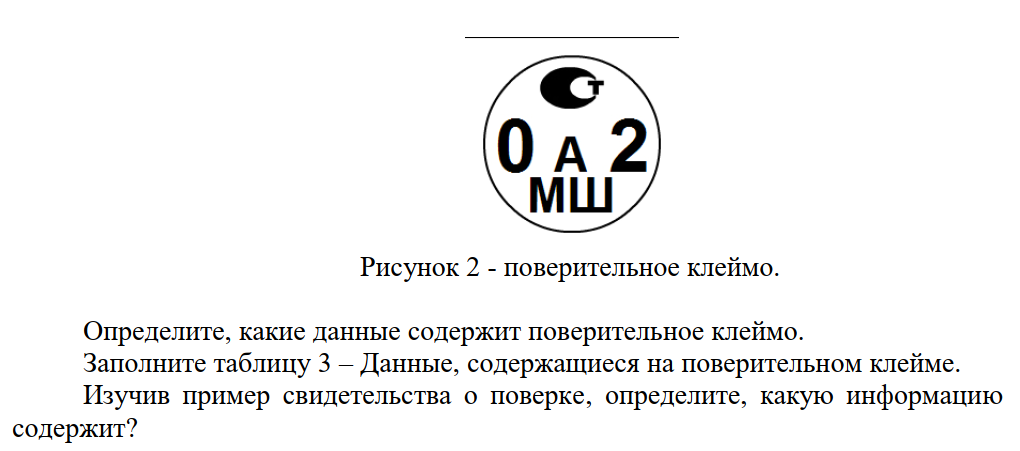 т
0 А 2
МШ
Рисунок 2 - поверительное клеймо.
Определите, какие данные содержит поверительное клеймо.
Заполните таблицу 3 – Данные, содержащиеся на поверительном клейме.
Изучив пример свидетельства о поверке, определите, какую информацию
содержит?